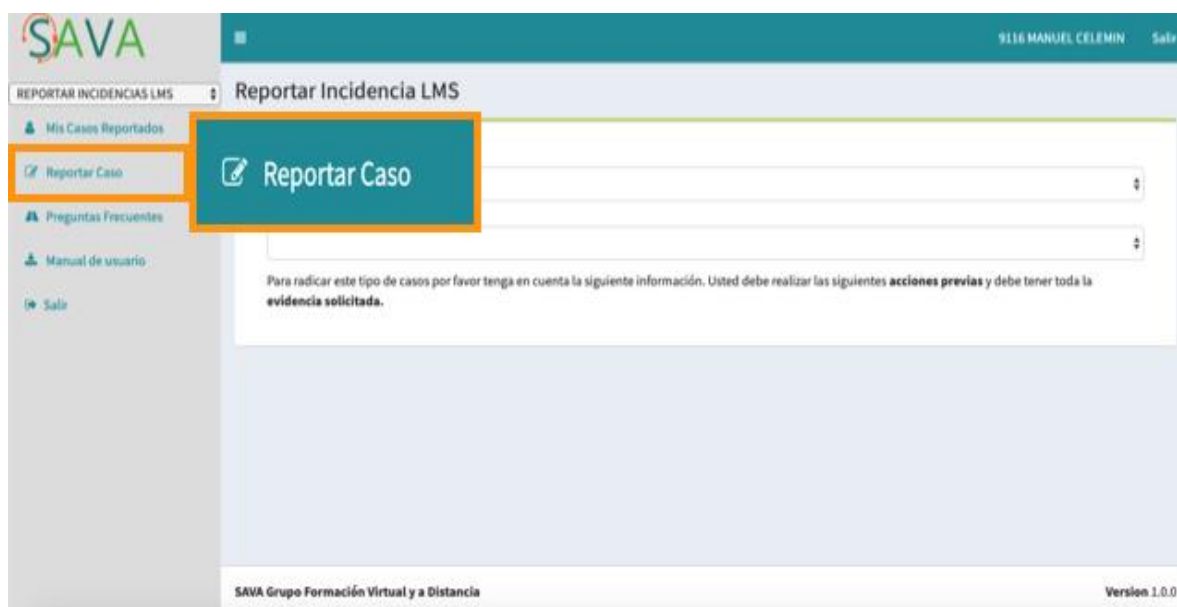 SAVA
9116 MANUEL CELEMIN Salir
REPORTAR INCIDENCIAS LMS
Reportar Incidencia LMS
Mis Casos Reportados
Reportar Caso
Reportar Caso
Preguntas Frecuentes
Manual de usuario
Salir
Para radicar este tipo de casos por favor tenga en cuenta la siguiente información. Usted debe realizar las siguientes acciones previas y debe tener toda la
evidencia solicitada.
SAVA Grupo Formación Virtual y a Distancia
Version 1.0.0